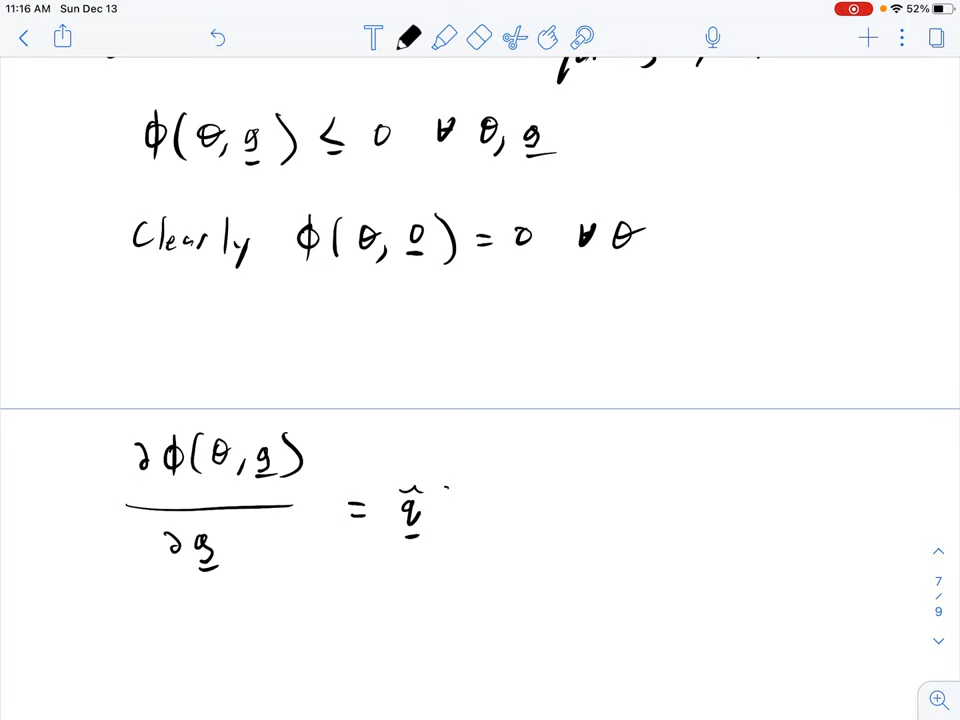 11:16 AM Sun Dec 13
52%
T
ϕ(θ, g) ≤ 0 ∀ θ, g
Clearly ϕ(θ, 0) = 0 ∀ θ
∂ϕ(θ, g)
∂g
= q̂
7
/
9